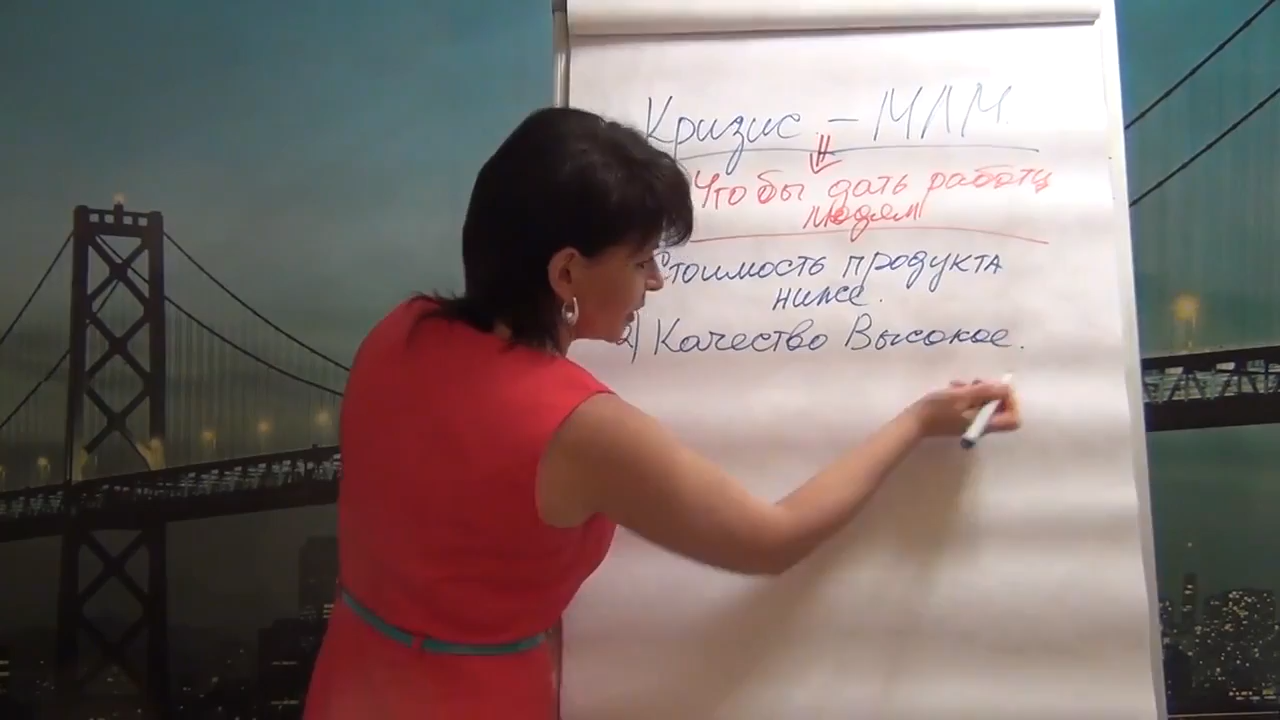 Кризис – МЛМ.
Чтобы дать работу
людям
Стоимость продукта
ниже.
2) Качество Высокое.